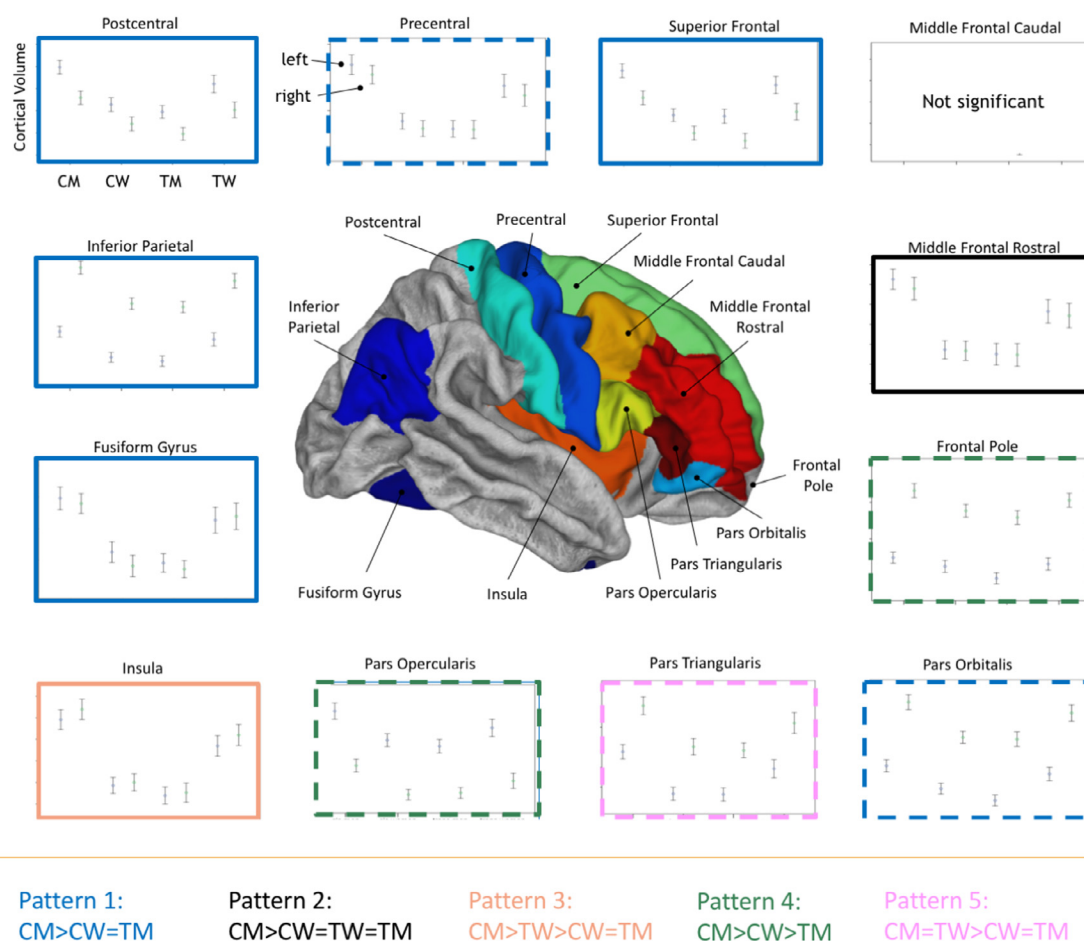 Postcentral
Precentral
Superior Frontal
Middle Frontal Caudal
Cortical Volume
left
right
Not significant
CM CW TM TW
Inferior Parietal
Middle Frontal Rostral
Postcentral
Precentral
Superior Frontal
Middle Frontal Caudal
Middle Frontal
Rostral
Inferior
Parietal
Fusiform Gyrus
Frontal Pole
Frontal
Pole
Pars Orbitalis
Pars Triangularis
Pars Opercularis
Insula
Fusiform Gyrus
Insula
Pars Opercularis
Pars Triangularis
Pars Orbitalis
Pattern 1:
CM>CW=TM
Pattern 2:
CM>CW=TW=TM
Pattern 3:
CM>TW>CW=TM
Pattern 4:
CM>CW>TM
Pattern 5:
CM=TW>CW=TM